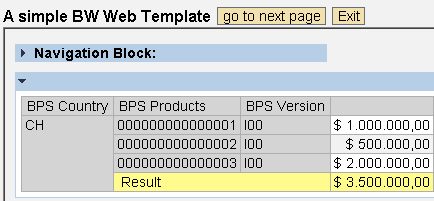 A simple BW Web Template go to next page Exit
Navigation Block:
BPS Country BPS Products BPS Version
CH 000000000000001 I00 $ 1.000.000,00
000000000000002 I00 $ 500.000,00
000000000000003 I00 $ 2.000.000,00
Result $ 3.500.000,00